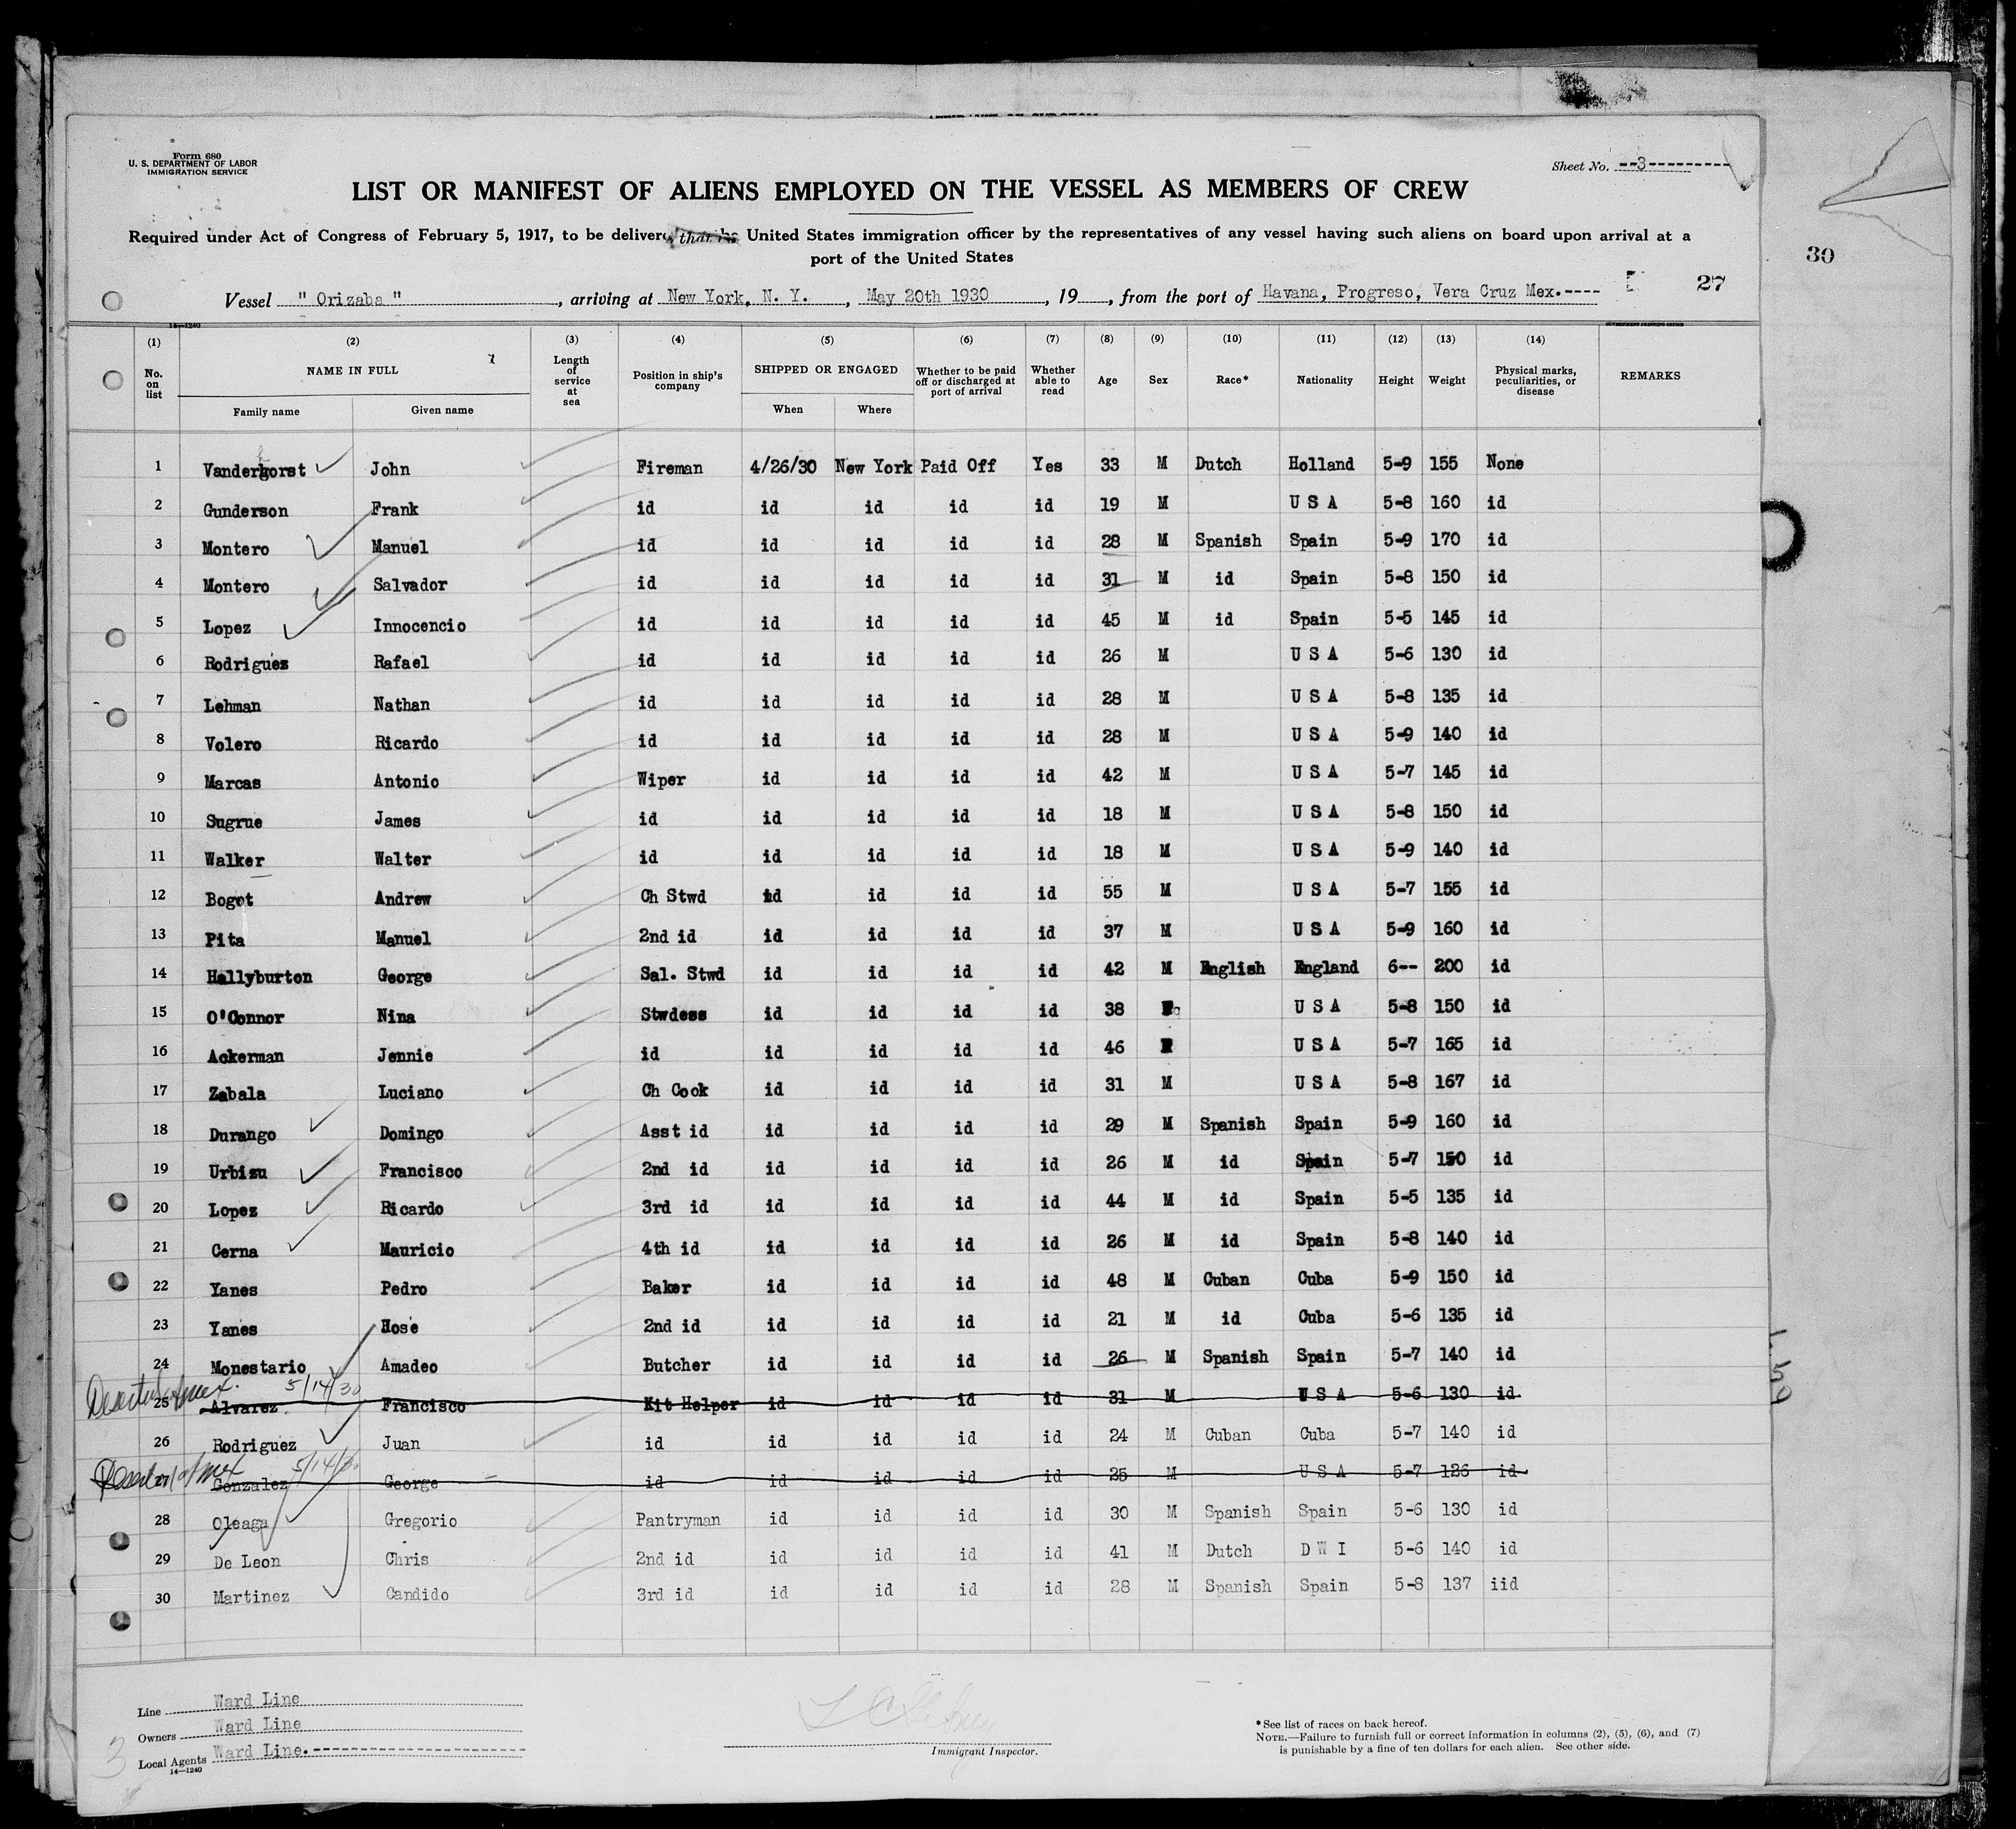 Form 680
U. S. DEPARTMENT OF LABOR
IMMIGRATION SERVICE
Sheet No. --3---------
LIST OR MANIFEST OF ALIENS EMPLOYED ON THE VESSEL AS MEMBERS OF CREW
Required under Act of Congress of February 5, 1917, to be delivere United States immigration officer by the representatives of any vessel having such aliens on board upon arrival at a
port of the United States
30
Vessel " Orizaba " , arriving at New York, N. Y. , May 20th 1930 , 19 , from the port of Havana, Progreso, Vera Cruz Mex.---- 27
14—1240
(1) (2) (3) (4) (5) (6) (7) (8) (9) (10) (11) (12) (13) (14)
No. on list NAME IN FULL Length of service at sea Position in ship's company SHIPPED OR ENGAGED Whether to be paid off or discharged at port of arrival Whether able to read Age Sex Race* Nationality Height Weight Physical marks, peculiarities, or disease REMARKS
Family name Given name When Where
1 Vanderhorst John Fireman 4/26/30 New York Paid Off Yes 33 M Dutch Holland 5-9 155 None
2 Gunderson Frank id id id id id 19 M U S A 5-8 160 id
3 Montero Manuel id id id id id 28 M Spanish Spain 5-9 170 id
4 Montero Salvador id id id id id 31 M id Spain 5-8 150 id
5 Lopez Innocencio id id id id id 45 M id Spain 5-5 145 id
6 Rodrigues Rafael id id id id id 26 M U S A 5-6 130 id
7 Lehman Nathan id id id id id 28 M U S A 5-8 135 id
8 Volero Ricardo id id id id id 28 M U S A 5-9 140 id
9 Marcas Antonio Wiper id id id id 42 M U S A 5-7 145 id
10 Sugrue James id id id id id 18 M U S A 5-8 150 id
11 Walker Walter id id id id id 18 M U S A 5-9 140 id
12 Bogot Andrew Ch Stwd id id id id 55 M U S A 5-7 155 id
13 Pita Manuel 2nd id id id id id 37 M U S A 5-9 160 id
14 Hallyburton George Sal. Stwd id id id id 42 M English England 6-- 200 id
15 O'Connor Nina Stwdess id id id id 38 U S A 5-8 150 id
16 Ackerman Jennie id id id id id 46 U S A 5-7 165 id
17 Zabala Luciano Ch Cook id id id id 31 M U S A 5-8 167 id
18 Durango Domingo Asst id id id id id 29 M Spanish Spain 5-9 160 id
19 Urbizu Francisco 2nd id id id id id 26 M id Spain 5-7 150 id
20 Lopez Ricardo 3rd id id id id id 44 M id Spain 5-5 135 id
21 Cerna Mauricio 4th id id id id id 26 M id Spain 5-8 140 id
22 Yanes Pedro Baker id id id id 48 M Cuban Cuba 5-9 150 id
23 Yanes Hose 2nd id id id id id 21 M id Cuba 5-6 135 id
24 Monestario Amadeo Butcher id id id id 26 M Spanish Spain 5-7 140 id
5/14/30
25 Alvarez Francisco Kit Helper id id id id 31 M U S A 5-6 130 id
26 Rodriguez Juan id id id id id 24 M Cuban Cuba 5-7 140 id
5/14/30
27 Gonzalez George id id id id id 25 M U S A 5-7 126 id
28 Oleaga Gregorio Pantryman id id id id 30 M Spanish Spain 5-6 130 id
29 De Leon Chris 2nd id id id id id 41 M Dutch D W I 5-6 140 id
30 Martinez Candido 3rd id id id id id 28 M Spanish Spain 5-8 137 iid
Line Ward Line
Owners Ward Line
Local Agents Ward Line.
14—1240
3
Immigrant Inspector.
*See list of races on back hereof.
NOTE.—Failure to furnish full or correct information in columns (2), (5), (6), and (7)
is punishable by a fine of ten dollars for each alien. See other side.